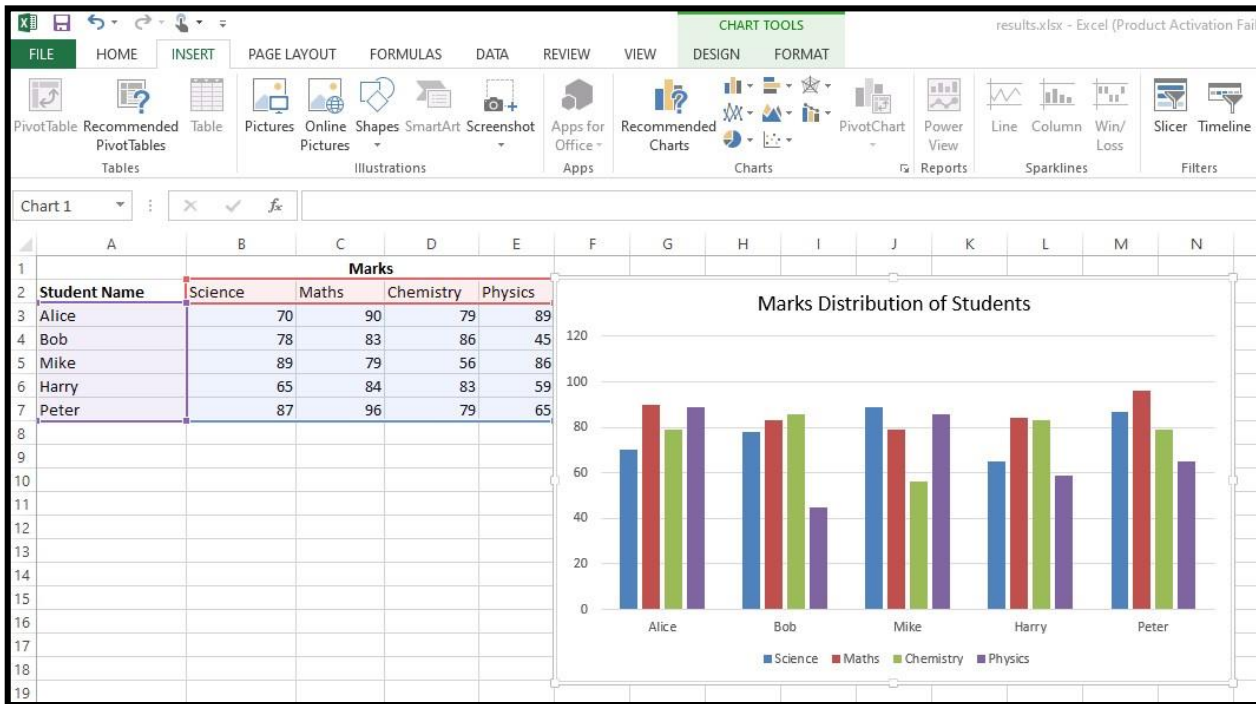 CHART TOOLS
results.xlsx - Excel (Product Activation Fail
FILE HOME INSERT PAGE LAYOUT FORMULAS DATA REVIEW VIEW DESIGN FORMAT
PivotTable Recommended Table Pictures Online Shapes SmartArt Screenshot Apps for Recommended PivotChart Power Line Column Win/ Slicer Timeline
PivotTables Pictures Office Charts View Loss
Tables Illustrations Apps Charts Reports Sparklines Filters
Chart 1 fx
A B C D E F G H I J K L M N
1 Marks
2 Student Name Science Maths Chemistry Physics
3 Alice 70 90 79 89
4 Bob 78 83 86 45
5 Mike 89 79 56 86
6 Harry 65 84 83 59
7 Peter 87 96 79 65
8
9
10
11
12
13
14
15
16
17
18
19
Marks Distribution of Students
120
100
80
60
40
20
0
Alice Bob Mike Harry Peter
Science Maths Chemistry Physics